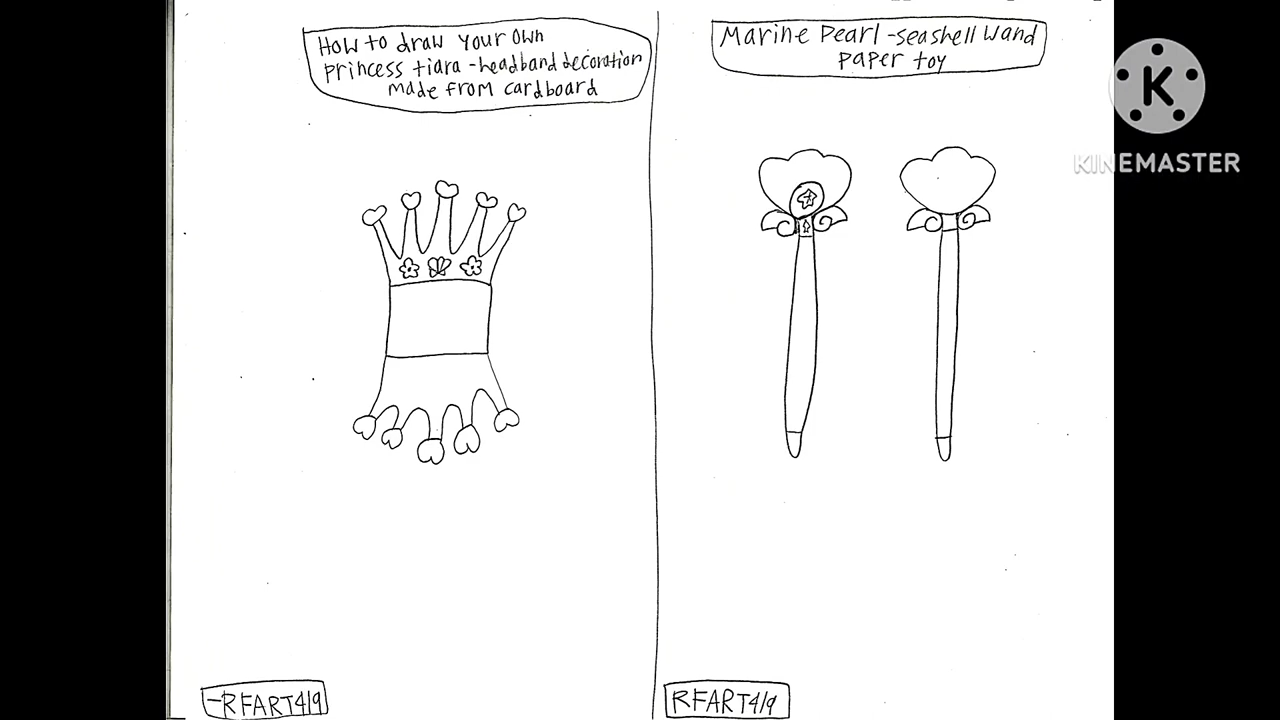 How to draw your own
princess tiara -headband decoration
made from cardboard
Marine Pearl -seashell wand
paper toy
K
KINEMASTER
-RFART419
RFART419